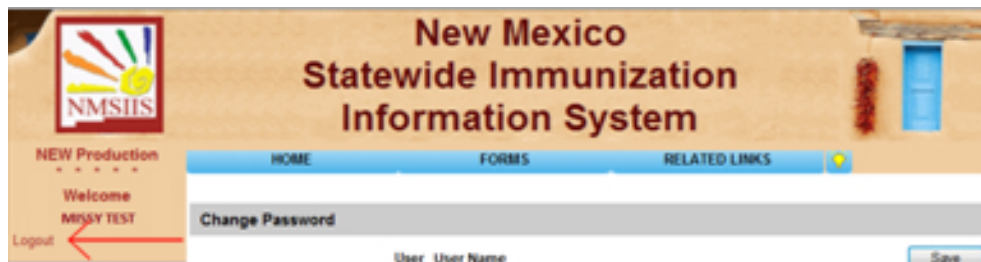 New Mexico
Statewide Immunization
Information System
NMSIIS
NEW Production
HOME FORMS RELATED LINKS
Welcome
MISSY TEST
Change Password
Logout
User User Name Save